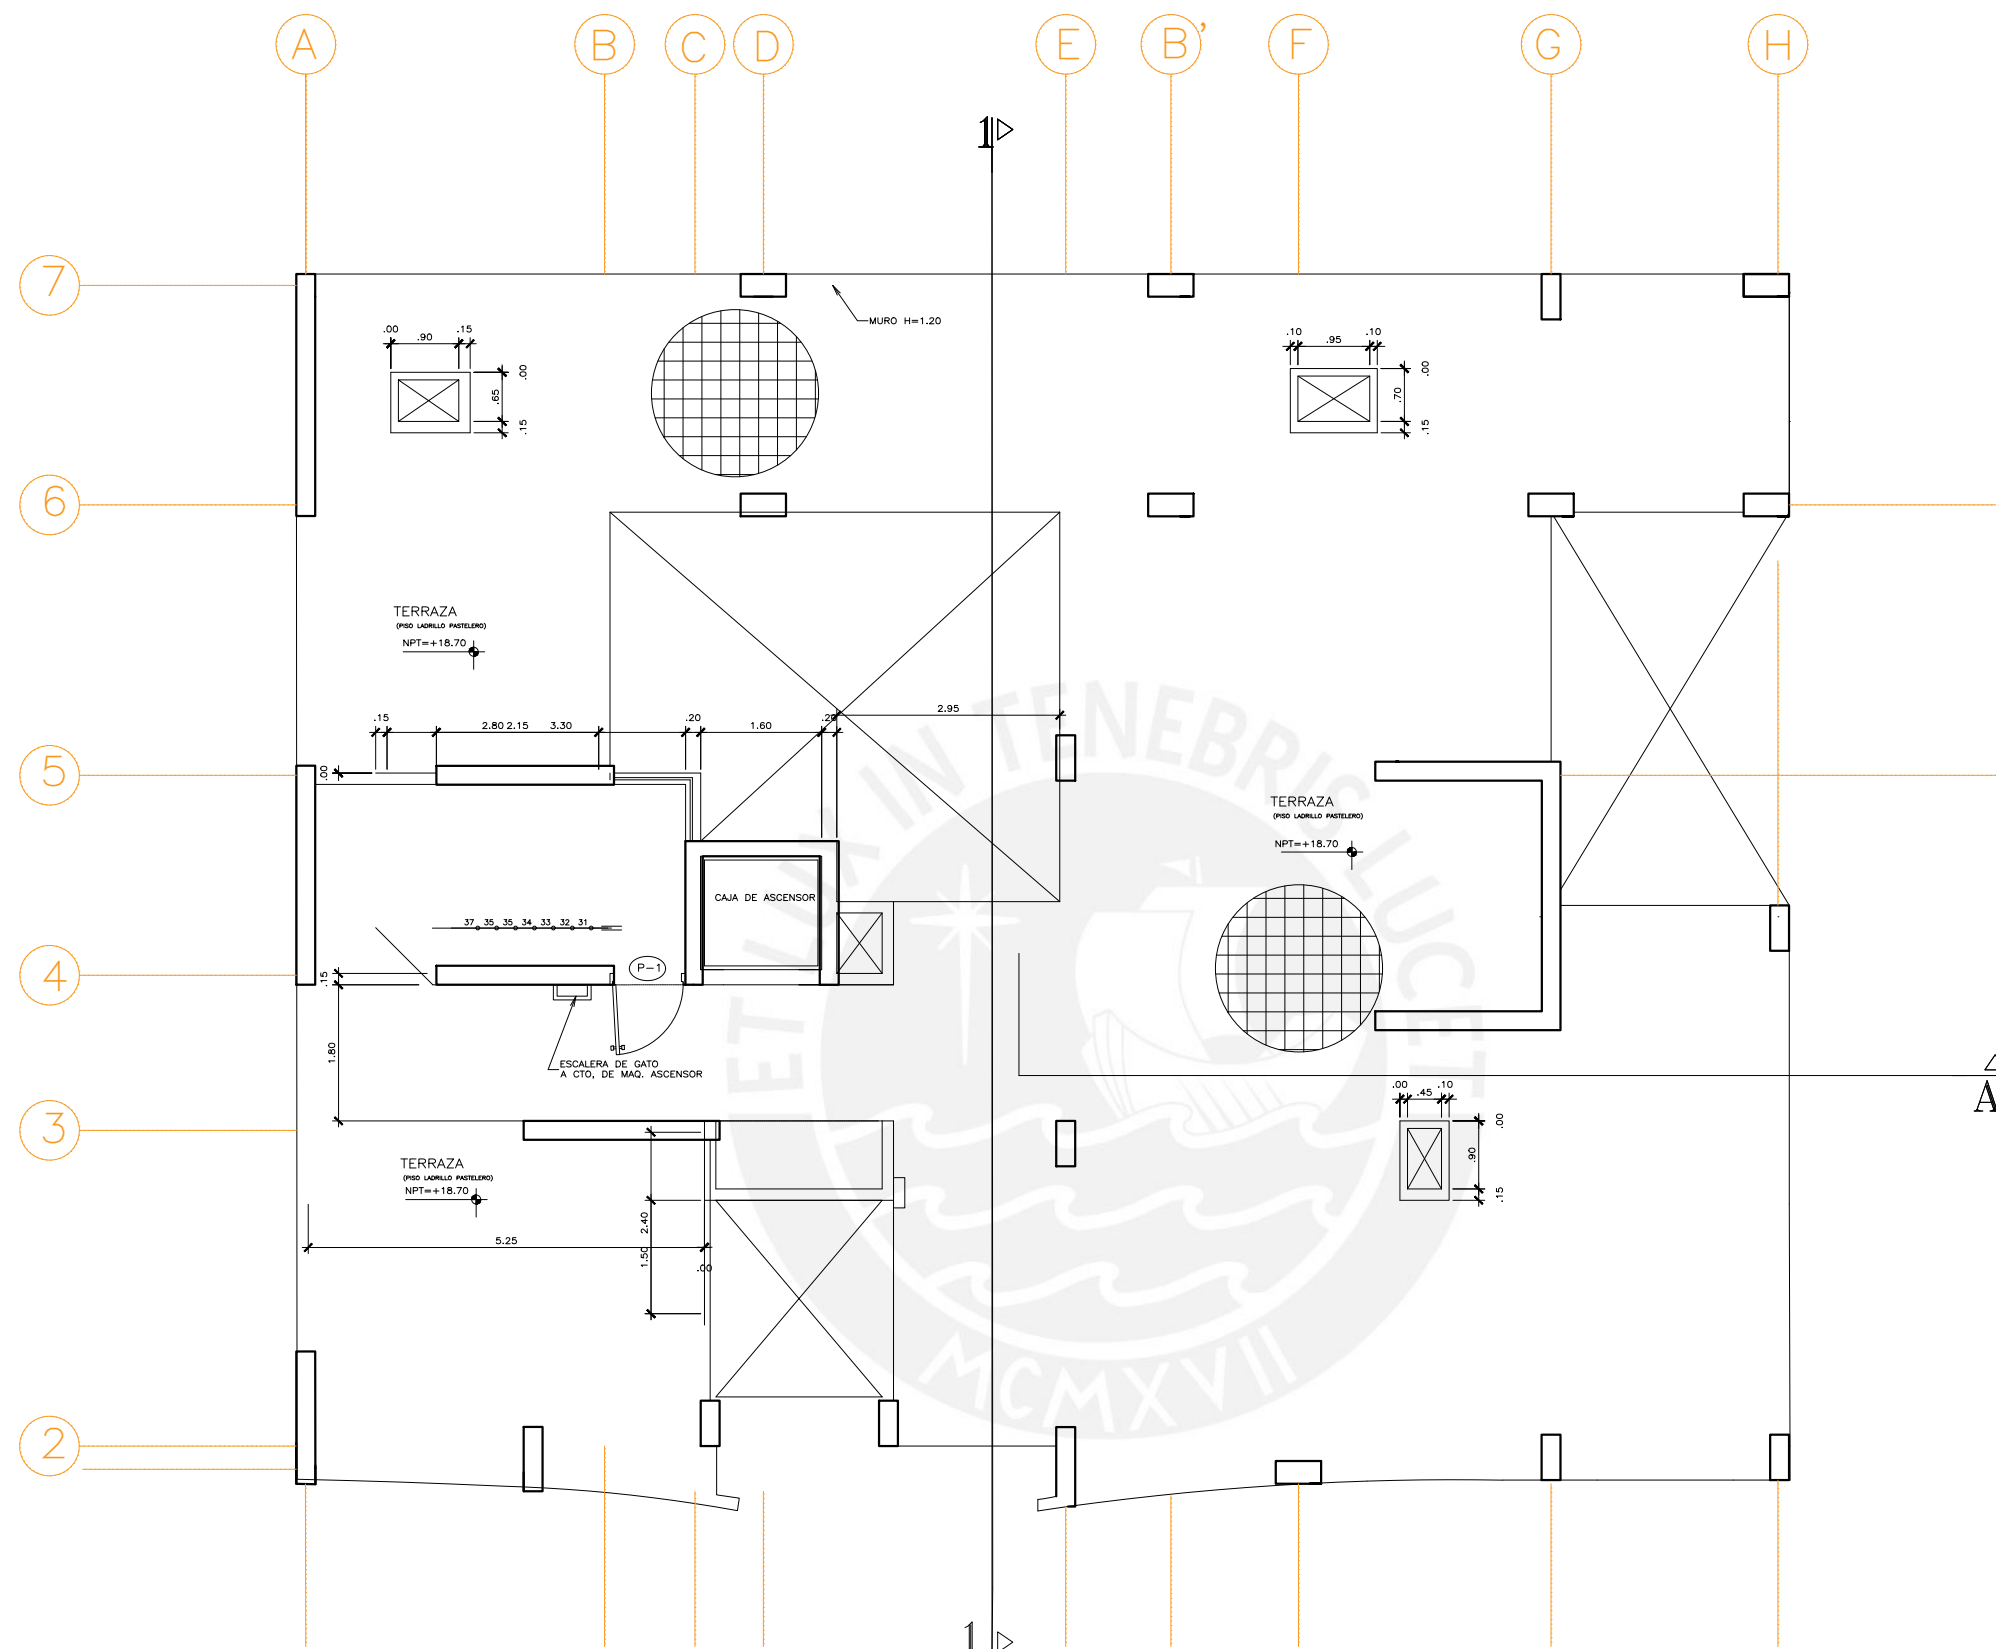 A B C D E B' F G H
1
7
MURO H=1.20
.00 .90 .15
.00
.65
.15
.10 .95 .10
.00
.70
.15
6
TERRAZA
(PISO LADRILLO PASTELERO)
NPT=+18.70
.15 2.80 2.15 3.30 .20 1.60 .20 2.95
5
.00
TERRAZA
(PISO LADRILLO PASTELERO)
NPT=+18.70
CAJA DE ASCENSOR
37 35 35 34 33 32 31
4
P-1
.15
1.80
ESCALERA DE GATO
A CTO, DE MAQ. ASCENSOR
A
3
.00 .45 .10
.00
.90
.15
TERRAZA
(PISO LADRILLO PASTELERO)
NPT=+18.70
5.25
2.40
1.50
.00
2
1
ET LUX IN TENEBRIS LUCET
MCMXVII